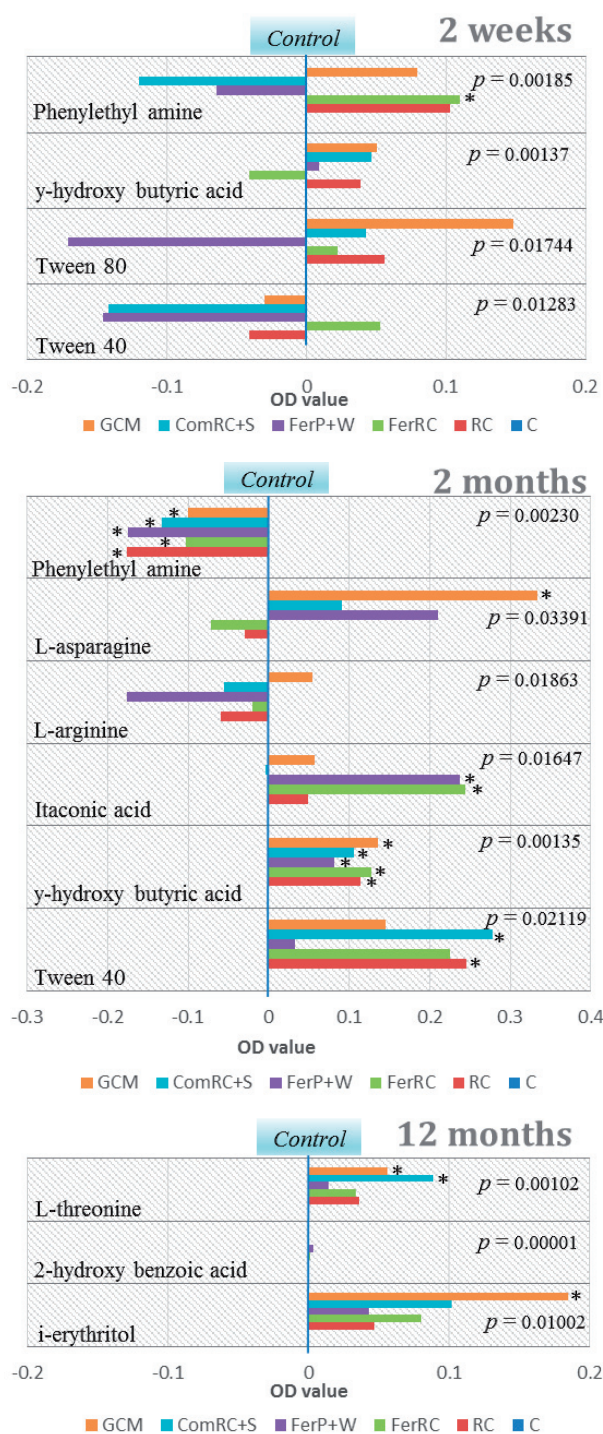 Control
2 weeks
p = 0.00185
*
Phenylethyl amine
p = 0.00137
y-hydroxy butyric acid
p = 0.01744
Tween 80
p = 0.01283
Tween 40
-0.2 -0.1 0 0.1 0.2
OD value
GCM ComRC+S FerP+W FerRC RC C
Control
2 months
p = 0.00230
*
*
*
*
*
Phenylethyl amine
*
p = 0.03391
L-asparagine
p = 0.01863
L-arginine
p = 0.01647
*
*
Itaconic acid
p = 0.00135
*
*
*
*
*
y-hydroxy butyric acid
p = 0.02119
*
*
Tween 40
-0.3 -0.2 -0.1 0 0.1 0.2 0.3 0.4
OD value
GCM ComRC+S FerP+W FerRC RC C
Control
12 months
*
*
p = 0.00102
L-threonine
p = 0.00001
2-hydroxy benzoic acid
*
p = 0.01002
i-erythritol
-0.2 -0.1 0 0.1 0.2
OD value
GCM ComRC+S FerP+W FerRC RC C